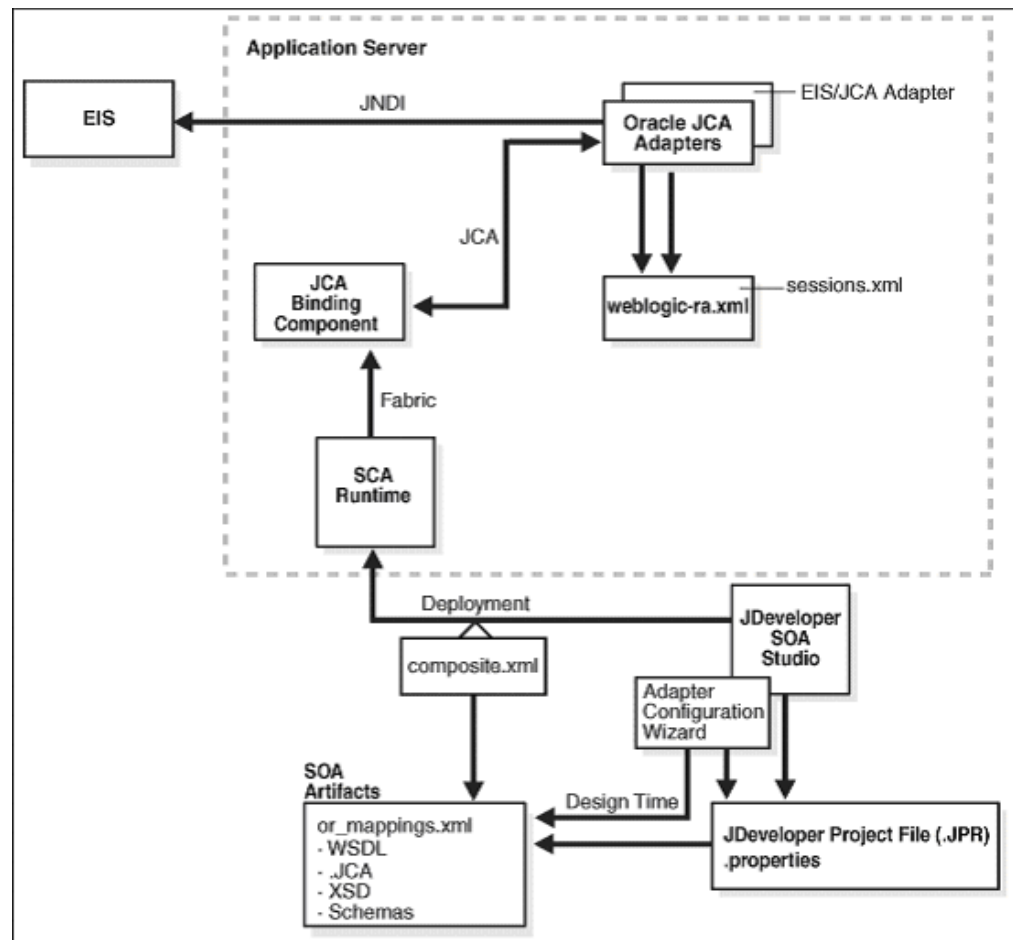 Application Server
EIS
JNDI
EIS/JCA Adapter
Oracle JCA
Adapters
JCA
JCA
Binding
Component
sessions.xml
weblogic-ra.xml
Fabric
SCA
Runtime
Deployment
JDeveloper
SOA
Studio
composite.xml
Adapter
Configuration
Wizard
SOA
Artifacts
Design Time
or_mappings.xml
- WSDL
- .JCA
- XSD
- Schemas
JDeveloper Project File (.JPR)
.properties